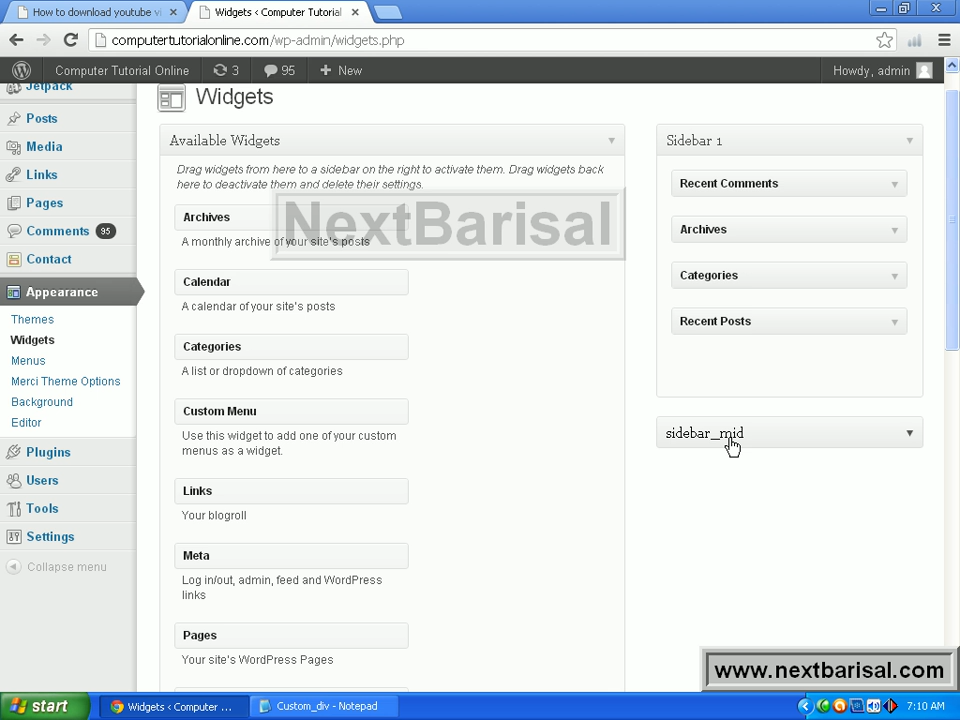 How to download youtube vi
Widgets < Computer Tutorial
computertutorialonline.com/wp-admin/widgets.php
Computer Tutorial Online
3
95
+ New
Howdy, admin
Jetpack
Posts
Media
Links
Pages
Comments 95
Contact
Appearance
Themes
Widgets
Menus
Merci Theme Options
Background
Editor
Plugins
Users
Tools
Settings
Collapse menu
Widgets
Available Widgets
Drag widgets from here to a sidebar on the right to activate them. Drag widgets back
here to deactivate them and delete their settings.
NextBarisal
Archives
A monthly archive of your site's posts
Calendar
A calendar of your site's posts
Categories
A list or dropdown of categories
Custom Menu
Use this widget to add one of your custom
menus as a widget.
Links
Your blogroll
Meta
Log in/out, admin, feed and WordPress
links
Pages
Your site's WordPress Pages
Sidebar 1
Recent Comments
Archives
Categories
Recent Posts
sidebar_mid
www.nextbarisal.com
start
Widgets < Computer ...
Custom_div - Notepad
7:10 AM